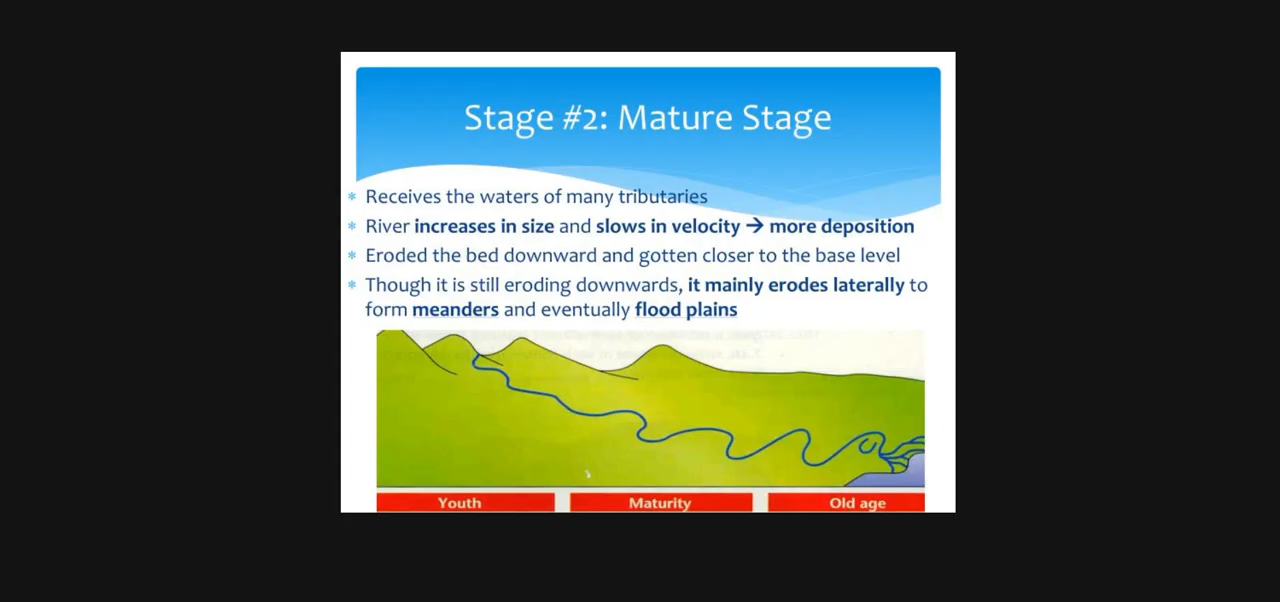 Stage #2: Mature Stage
* Receives the waters of many tributaries
* River increases in size and slows in velocity → more deposition
* Eroded the bed downward and gotten closer to the base level
* Though it is still eroding downwards, it mainly erodes laterally to
form meanders and eventually flood plains
Youth Maturity Old age